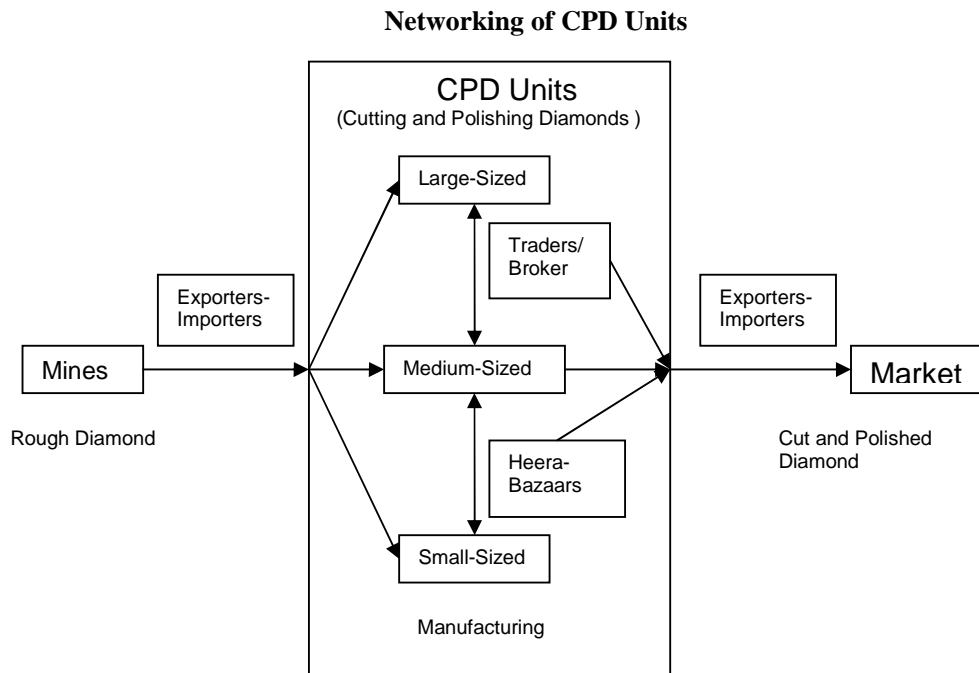 Networking of CPD Units
CPD Units
(Cutting and Polishing Diamonds )
Large-Sized
Traders/
Broker
Exporters-
Importers
Exporters-
Importers
Mines
Medium-Sized
Market
Rough Diamond
Heera-
Bazaars
Cut and Polished
Diamond
Small-Sized
Manufacturing